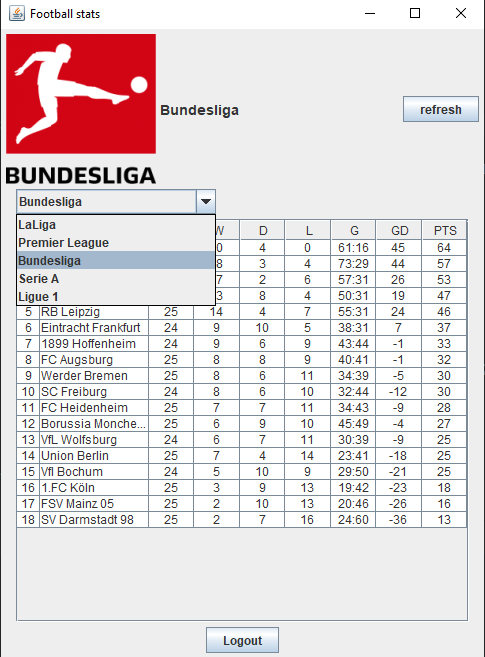 Football stats
BUNDESLIGA
Bundesliga
refresh
Bundesliga
LaLiga
Premier League
Bundesliga
Serie A
Ligue 1
W D L G GD PTS
0 4 0 61:16 45 64
8 3 4 73:29 44 57
7 2 6 57:31 26 53
3 8 4 50:31 19 47
5 RB Leipzig 25 14 4 7 55:31 24 46
6 Eintracht Frankfurt 24 9 10 5 38:31 7 37
7 1899 Hoffenheim 24 9 6 9 43:44 -1 33
8 FC Augsburg 25 8 8 9 40:41 -1 32
9 Werder Bremen 25 8 6 11 34:39 -5 30
10 SC Freiburg 24 8 6 10 32:44 -12 30
11 FC Heidenheim 25 7 7 11 34:43 -9 28
12 Borussia Monche... 25 6 9 10 45:49 -4 27
13 VfL Wolfsburg 24 6 7 11 30:39 -9 25
14 Union Berlin 25 7 4 14 23:41 -18 25
15 Vfl Bochum 24 5 10 9 29:50 -21 25
16 1.FC Köln 25 3 9 13 19:42 -23 18
17 FSV Mainz 05 25 2 10 13 20:46 -26 16
18 SV Darmstadt 98 25 2 7 16 24:60 -36 13
Logout